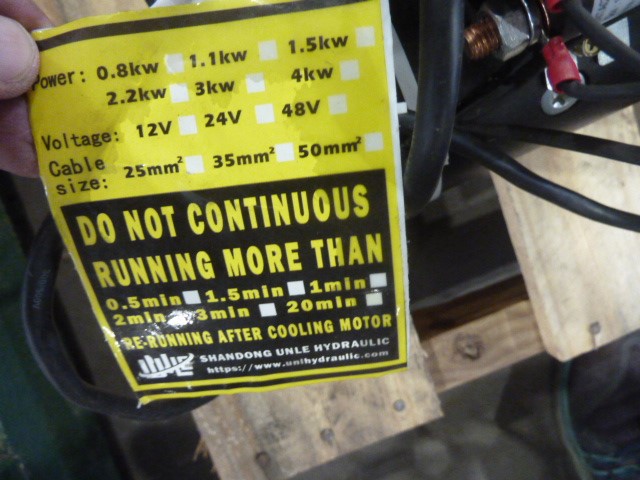 Power: 0.8kw 1.1kw 1.5kw
2.2kw 3kw 4kw
Voltage: 12V 24V 48V
Cable size: 25mm² 35mm² 50mm²
DO NOT CONTINUOUS
RUNNING MORE THAN
0.5min 1.5min 1min
2min 3min 20min
RE-RUNNING AFTER COOLING MOTOR
SHANDONG UNLE HYDRAULIC
https://www.unlhydraulic.com